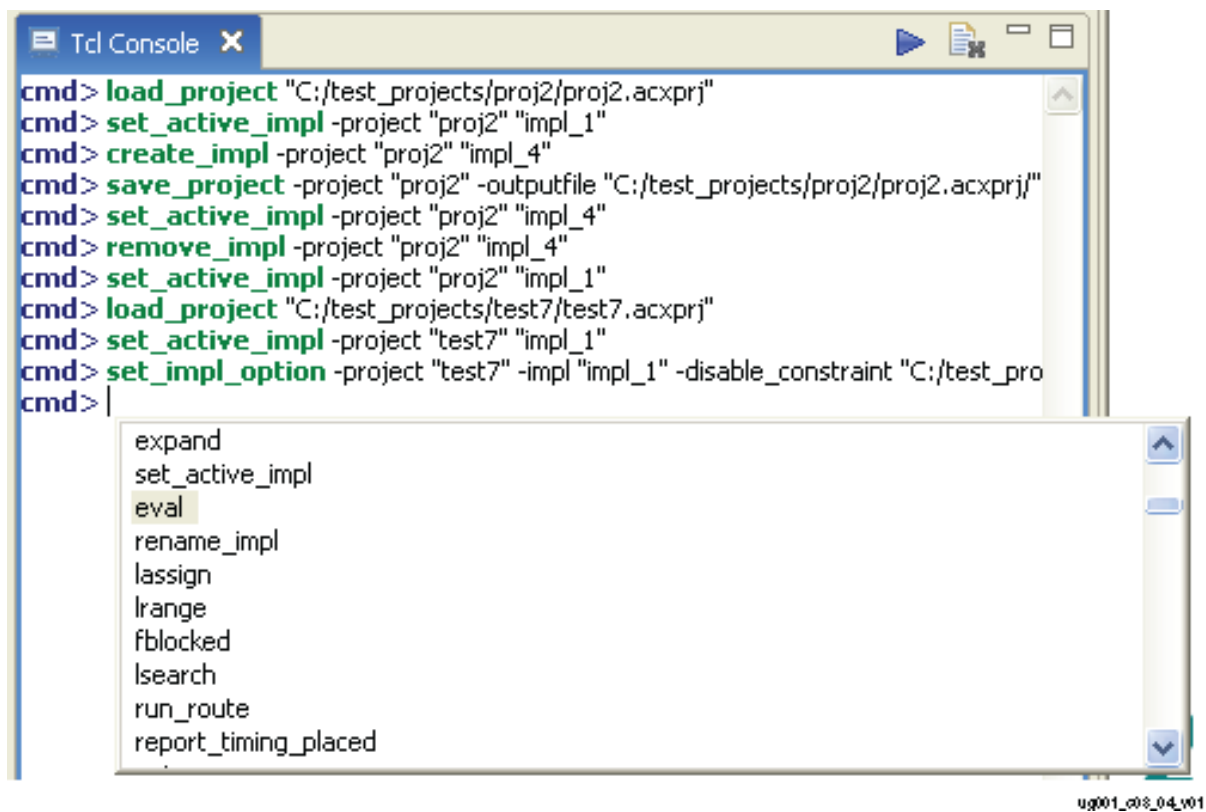 Tcl Console
cmd> load_project "C:/test_projects/proj2/proj2.acxprj"
cmd> set_active_impl -project "proj2" "impl_1"
cmd> create_impl -project "proj2" "impl_4"
cmd> save_project -project "proj2" -outputfile "C:/test_projects/proj2/proj2.acxprj/"
cmd> set_active_impl -project "proj2" "impl_4"
cmd> remove_impl -project "proj2" "impl_4"
cmd> set_active_impl -project "proj2" "impl_1"
cmd> load_project "C:/test_projects/test7/test7.acxprj"
cmd> set_active_impl -project "test7" "impl_1"
cmd> set_impl_option -project "test7" -impl "impl_1" -disable_constraint "C:/test_pro
cmd>
expand
set_active_impl
eval
rename_impl
lassign
lrange
fblocked
lsearch
run_route
report_timing_placed
ug001_c08_04_v01